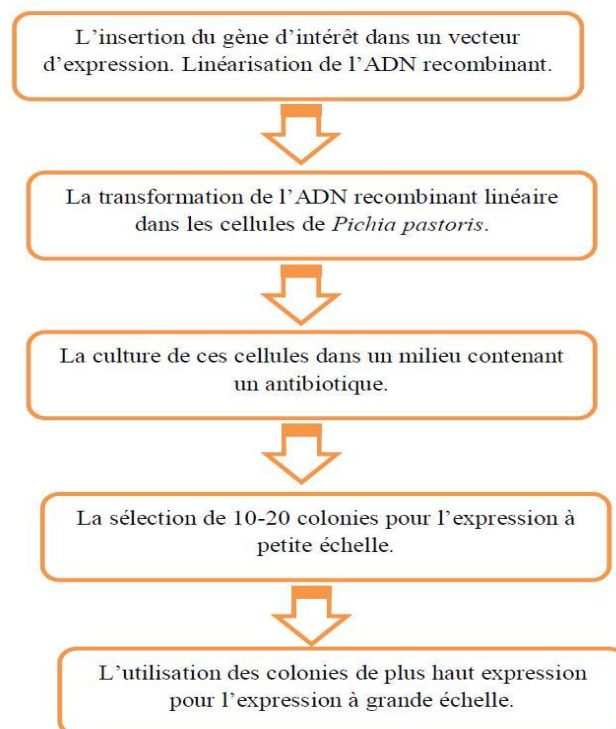 L'insertion du gène d'intérêt dans un vecteur
d'expression. Linéarisation de l'ADN recombinant.
La transformation de l'ADN recombinant linéaire
dans les cellules de Pichia pastoris.
La culture de ces cellules dans un milieu contenant
un antibiotique.
La sélection de 10-20 colonies pour l'expression à
petite échelle.
L'utilisation des colonies de plus haut expression
pour l'expression à grande échelle.